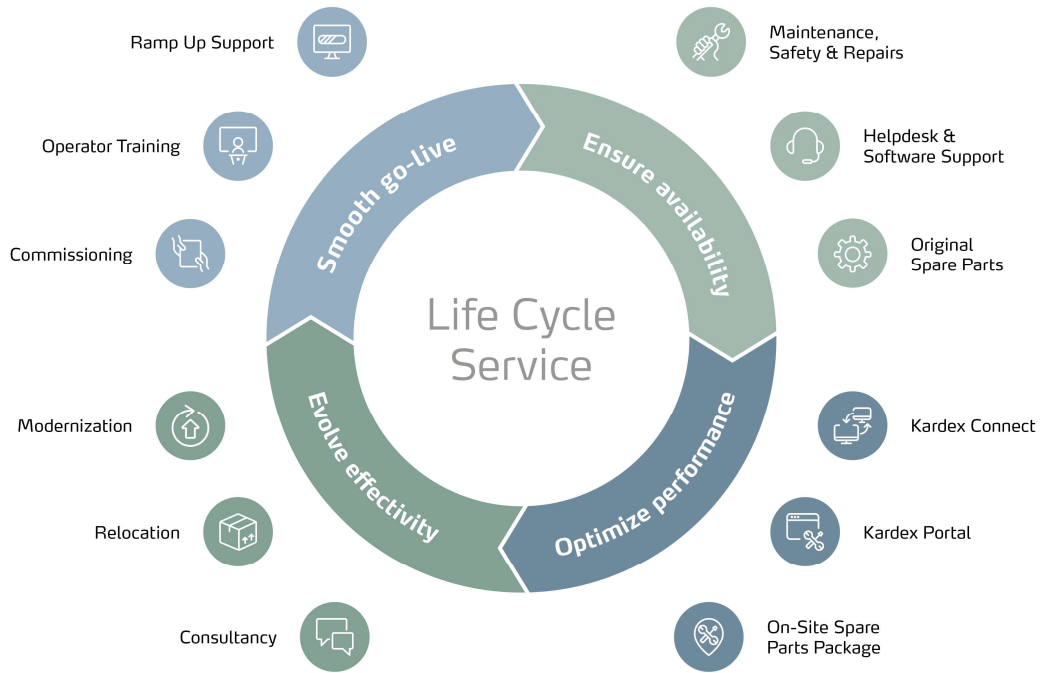 Ramp Up Support
Operator Training
Commissioning
Smooth go-live
Maintenance,
Safety & Repairs
Helpdesk &
Software Support
Original
Spare Parts
Ensure availability
Life Cycle
Service
Kardex Connect
Kardex Portal
On-Site Spare
Parts Package
Optimize performance
Modernization
Relocation
Consultancy
Evolve effectivity